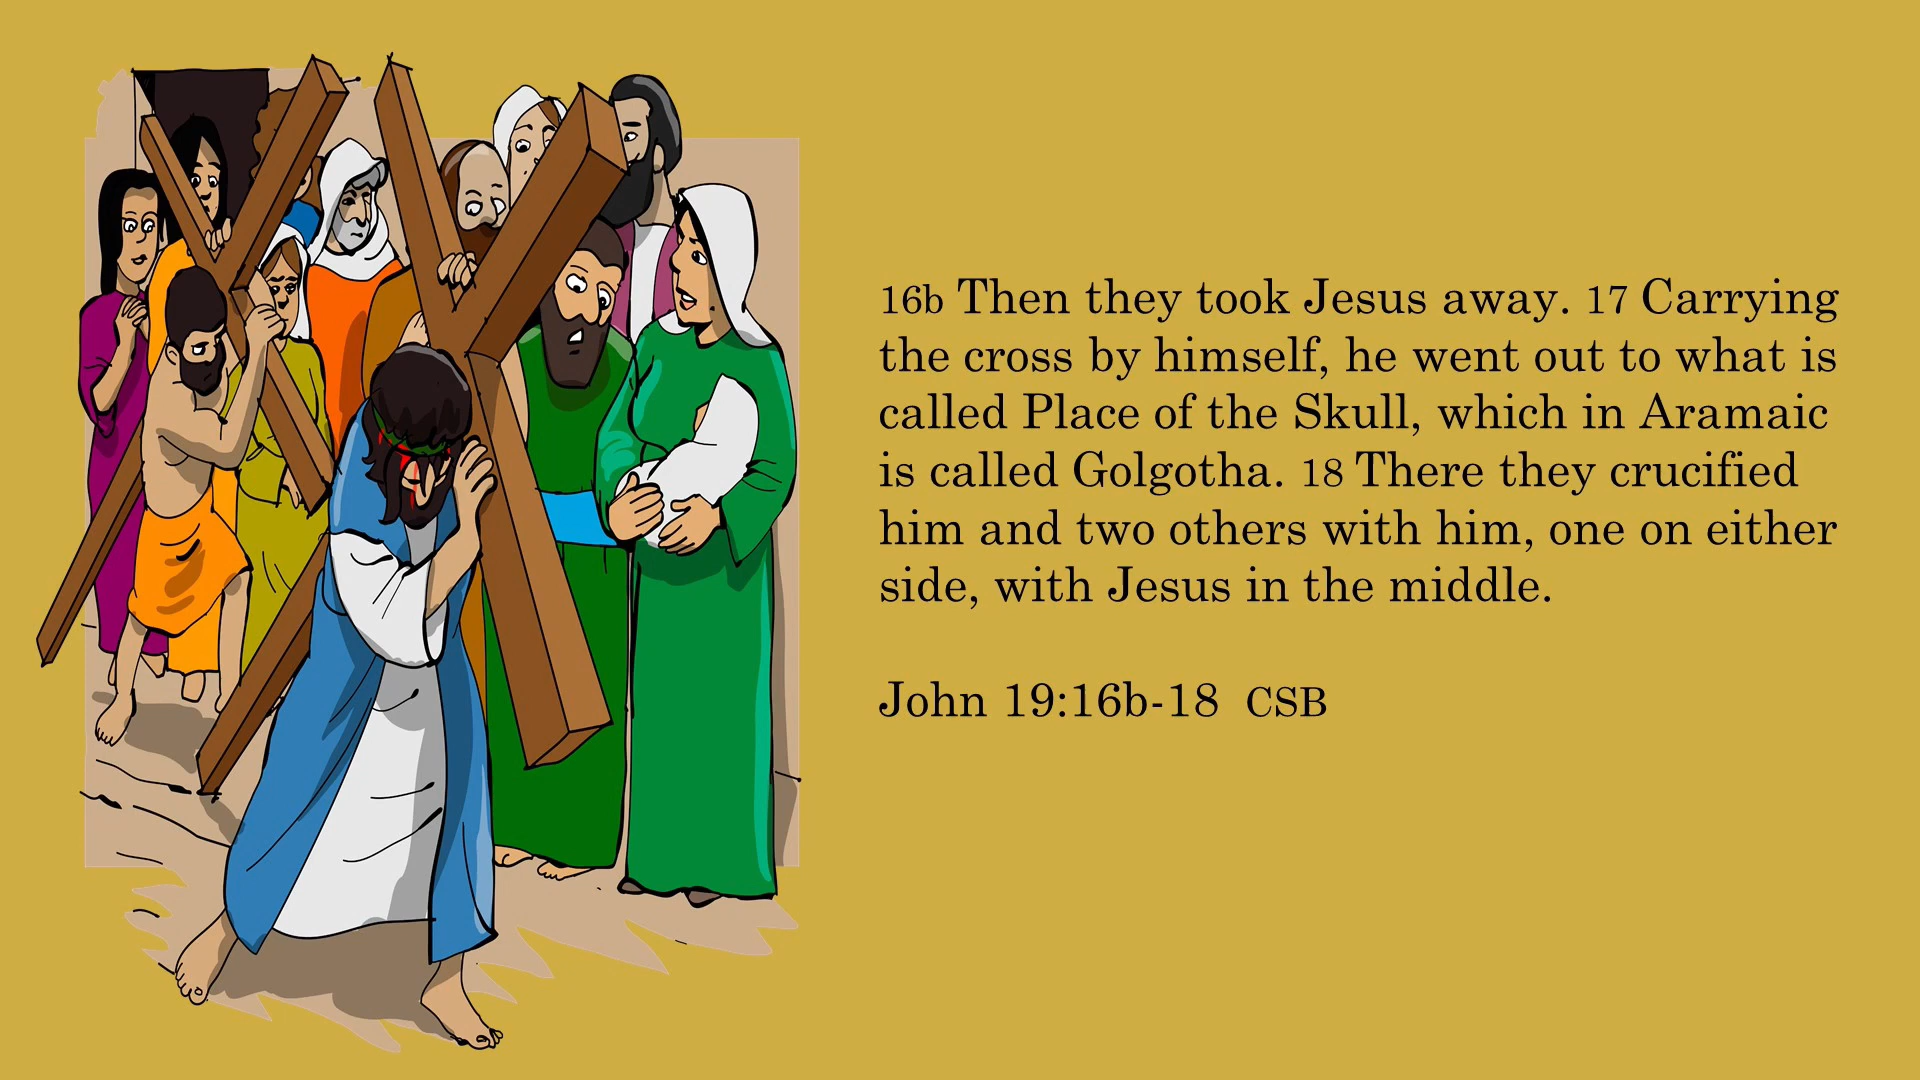 16b Then they took Jesus away. 17 Carrying
the cross by himself, he went out to what is
called Place of the Skull, which in Aramaic
is called Golgotha. 18 There they crucified
him and two others with him, one on either
side, with Jesus in the middle.
John 19:16b-18 CSB